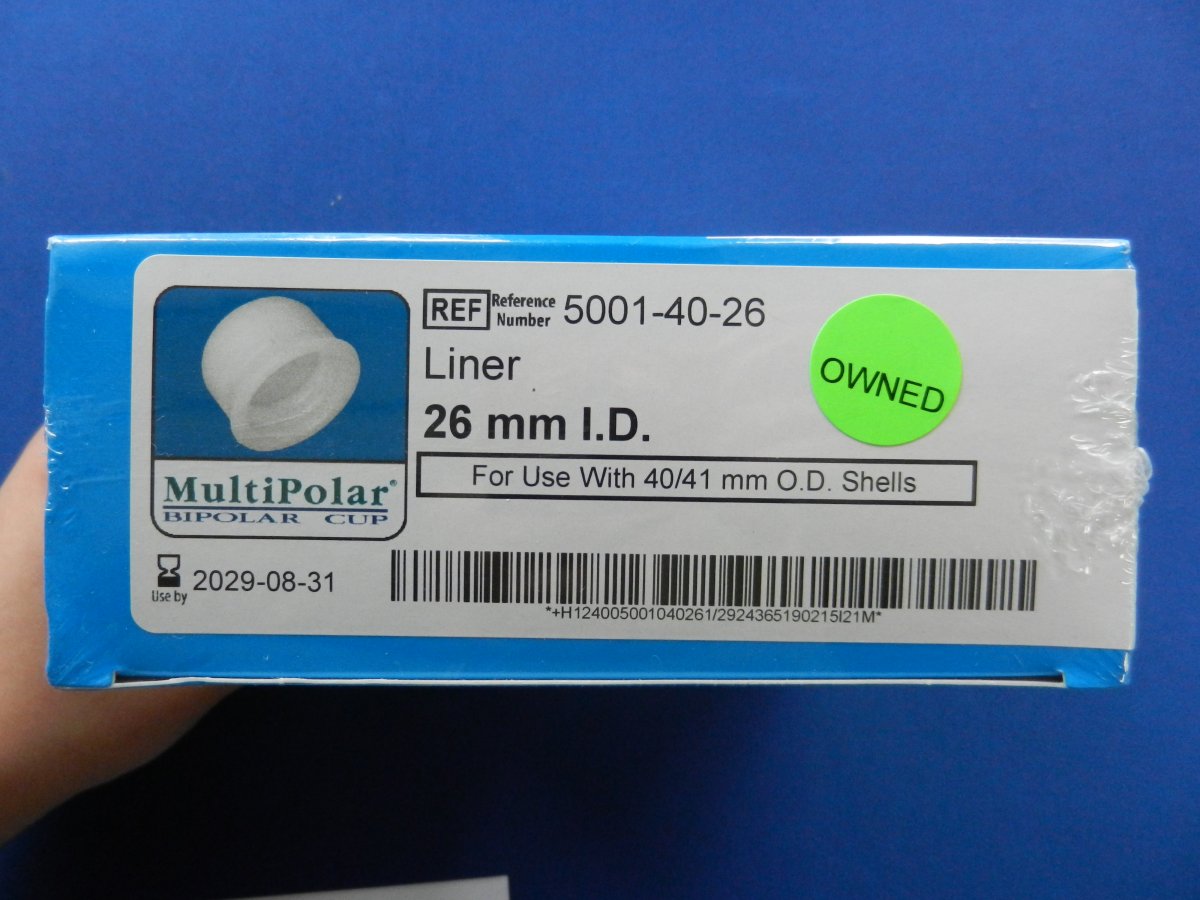 REF Reference Number 5001-40-26
Liner
26 mm I.D.
For Use With 40/41 mm O.D. Shells
OWNED
MultiPolar®
BIPOLAR CUP
Use by 2029-08-31
*+H124005001040261/2924365190215I21M*